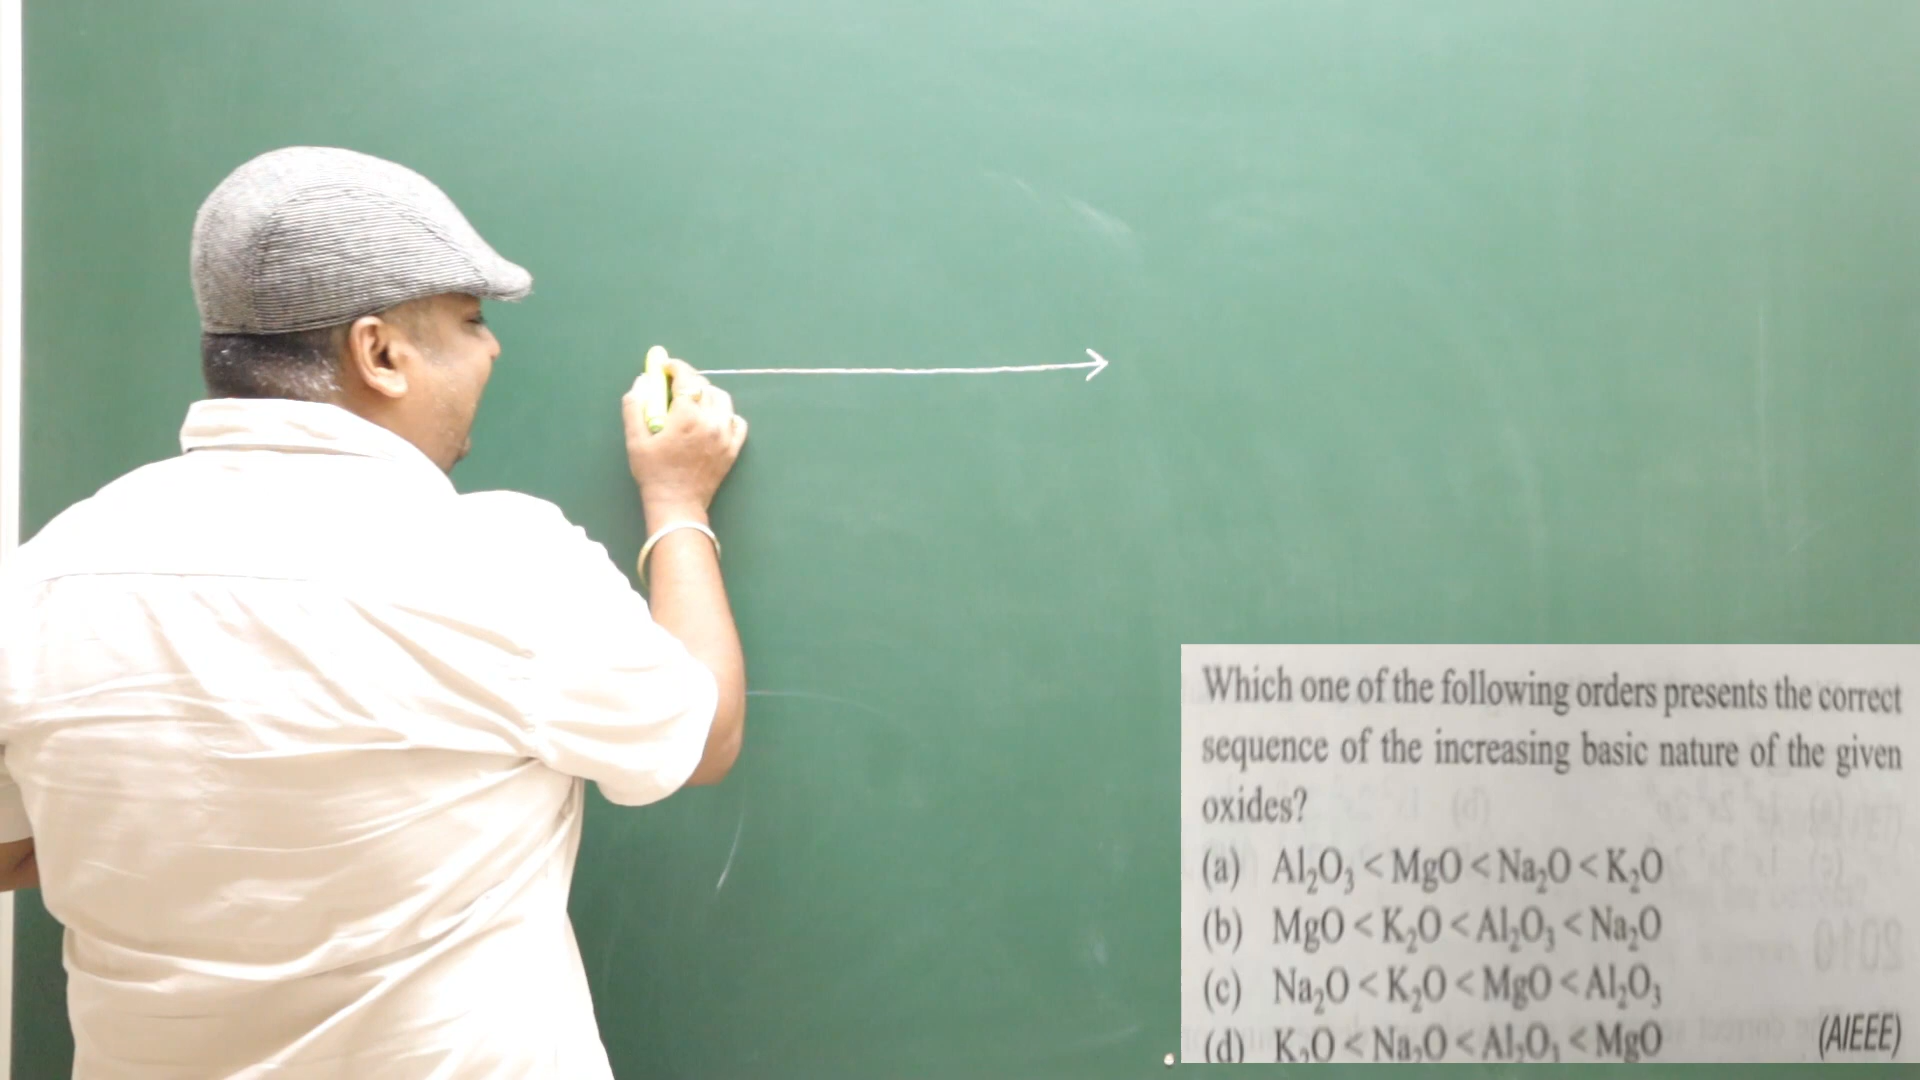 Which one of the following orders presents the correct
sequence of the increasing basic nature of the given
oxides?
(a) Al₂O₃ < MgO < Na₂O < K₂O
(b) MgO < K₂O < Al₂O₃ < Na₂O
(c) Na₂O < K₂O < MgO < Al₂O₃
(d) K₂O < Na₂O < Al₂O₃ < MgO
(AIEEE)